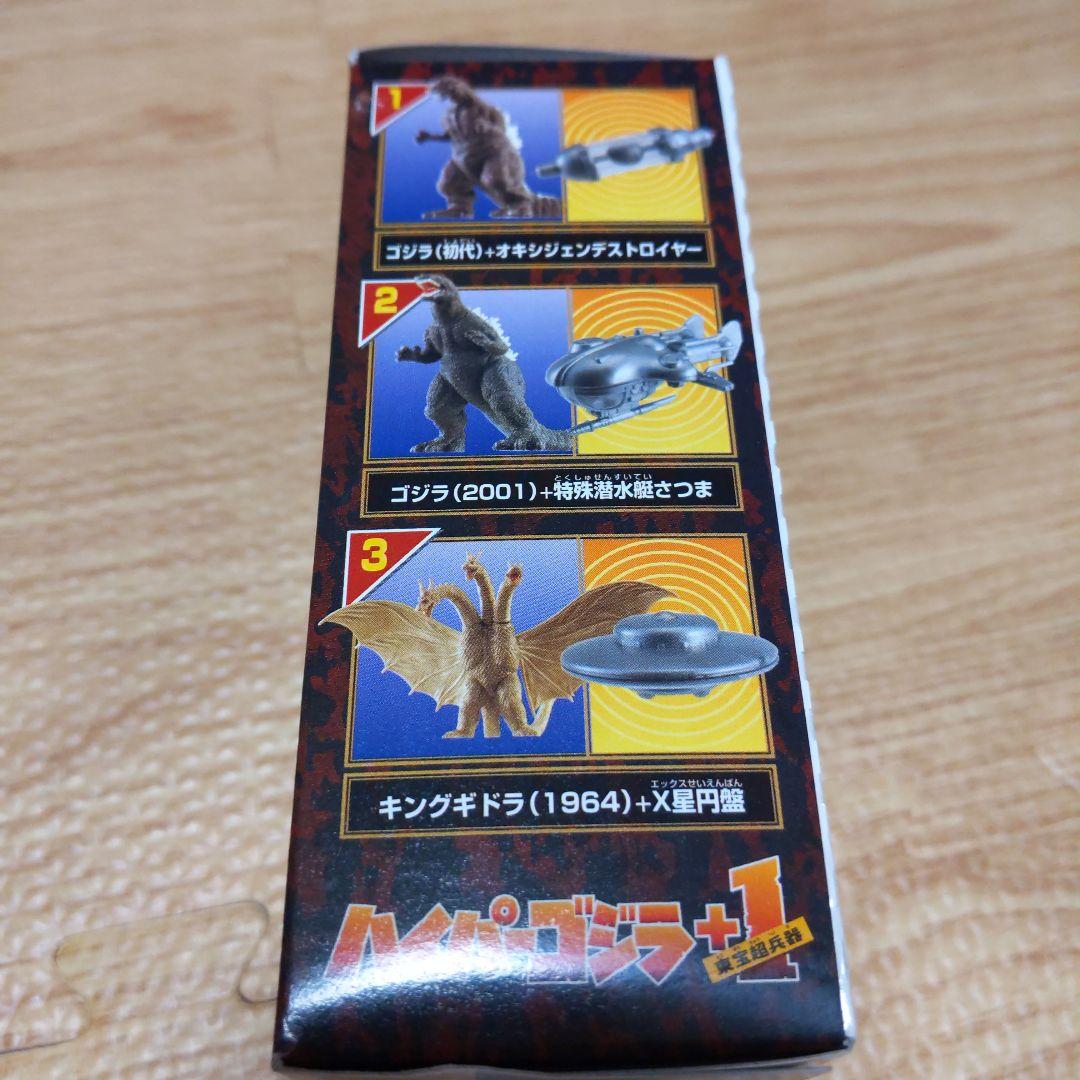 1
ゴジラ(初代)+オキシジェンデストロイヤー
2
とくしゅせんすいてい
ゴジラ(2001)+特殊潜水艇さつま
3
エックスせいえんばん
キングギドラ(1964)+X星円盤
ハイパーゴジラ+1
東宝超兵器